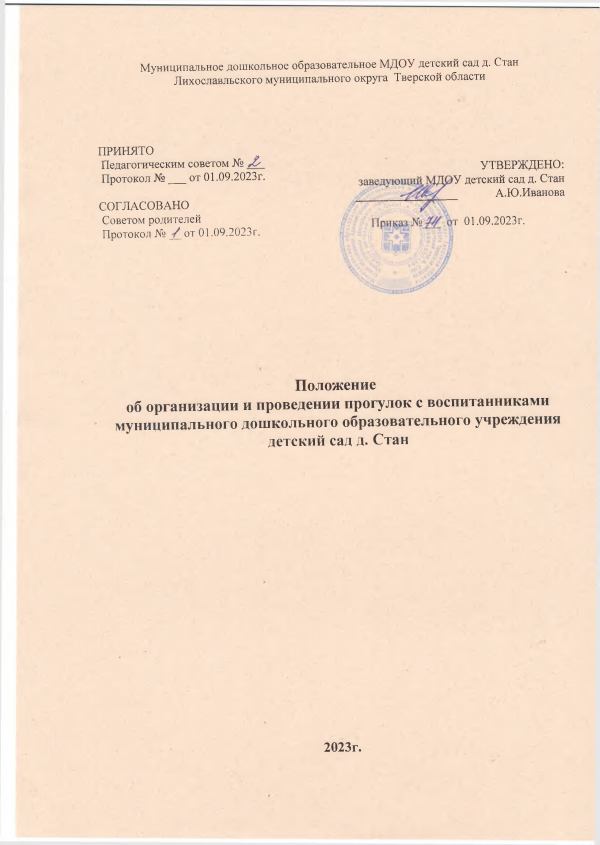 Муниципальное дошкольное образовательное МДОУ детский сад д. Стан
Лихославльского муниципального округа Тверской области
ПРИНЯТО
Педагогическим советом № 2
Протокол № ___ от 01.09.2023г.
СОГЛАСОВАНО
Советом родителей
Протокол № 1 от 01.09.2023г.
УТВЕРЖДЕНО:
заведующий МДОУ детский сад д. Стан
А.Ю.Иванова
Приказ № 74 от 01.09.2023г.
Положение
об организации и проведении прогулок с воспитанниками
муниципального дошкольного образовательного учреждения
детский сад д. Стан
2023г.